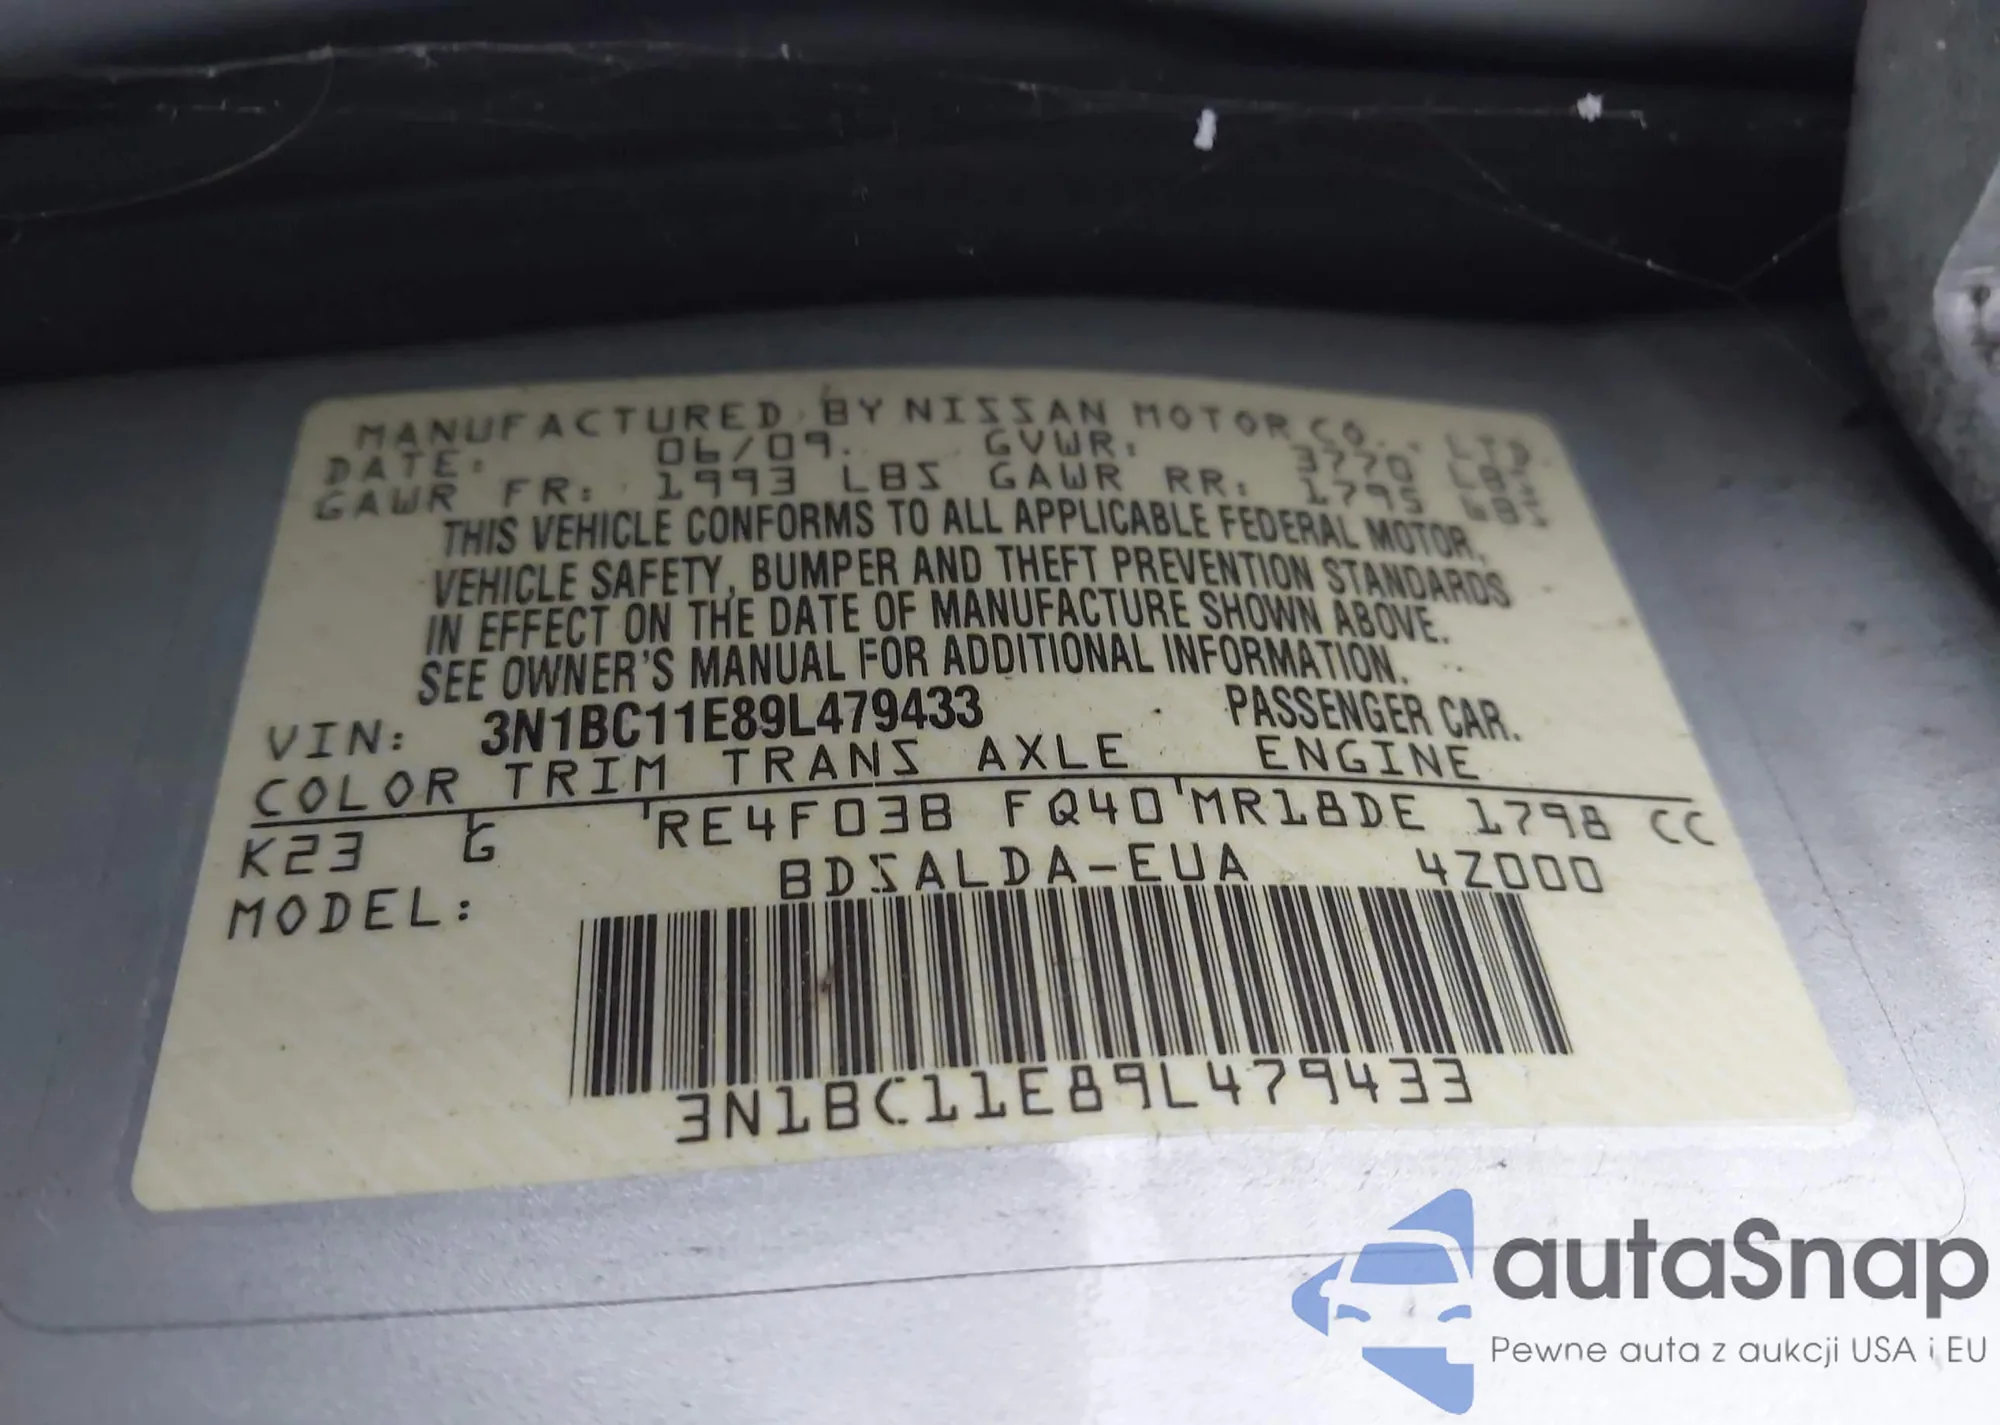 MANUFACTURED BY NISSAN MOTOR CO., LTD.
DATE: 06/09 GVWR: 3770 LBS
GAWR FR: 1993 LBS GAWR RR: 1795 LBS
THIS VEHICLE CONFORMS TO ALL APPLICABLE FEDERAL MOTOR
VEHICLE SAFETY, BUMPER AND THEFT PREVENTION STANDARDS
IN EFFECT ON THE DATE OF MANUFACTURE SHOWN ABOVE.
SEE OWNER'S MANUAL FOR ADDITIONAL INFORMATION.
VIN: 3N1BC11E89L479433 PASSENGER CAR.
COLOR TRIM TRANS AXLE ENGINE
K23 G RE4F03B FQ40 MR18DE 1798 CC
MODEL: BDSALDA-EUA 4Z000
3N1BC11E89L479433
autaSnap
Pewne auta z aukcji USA i EU